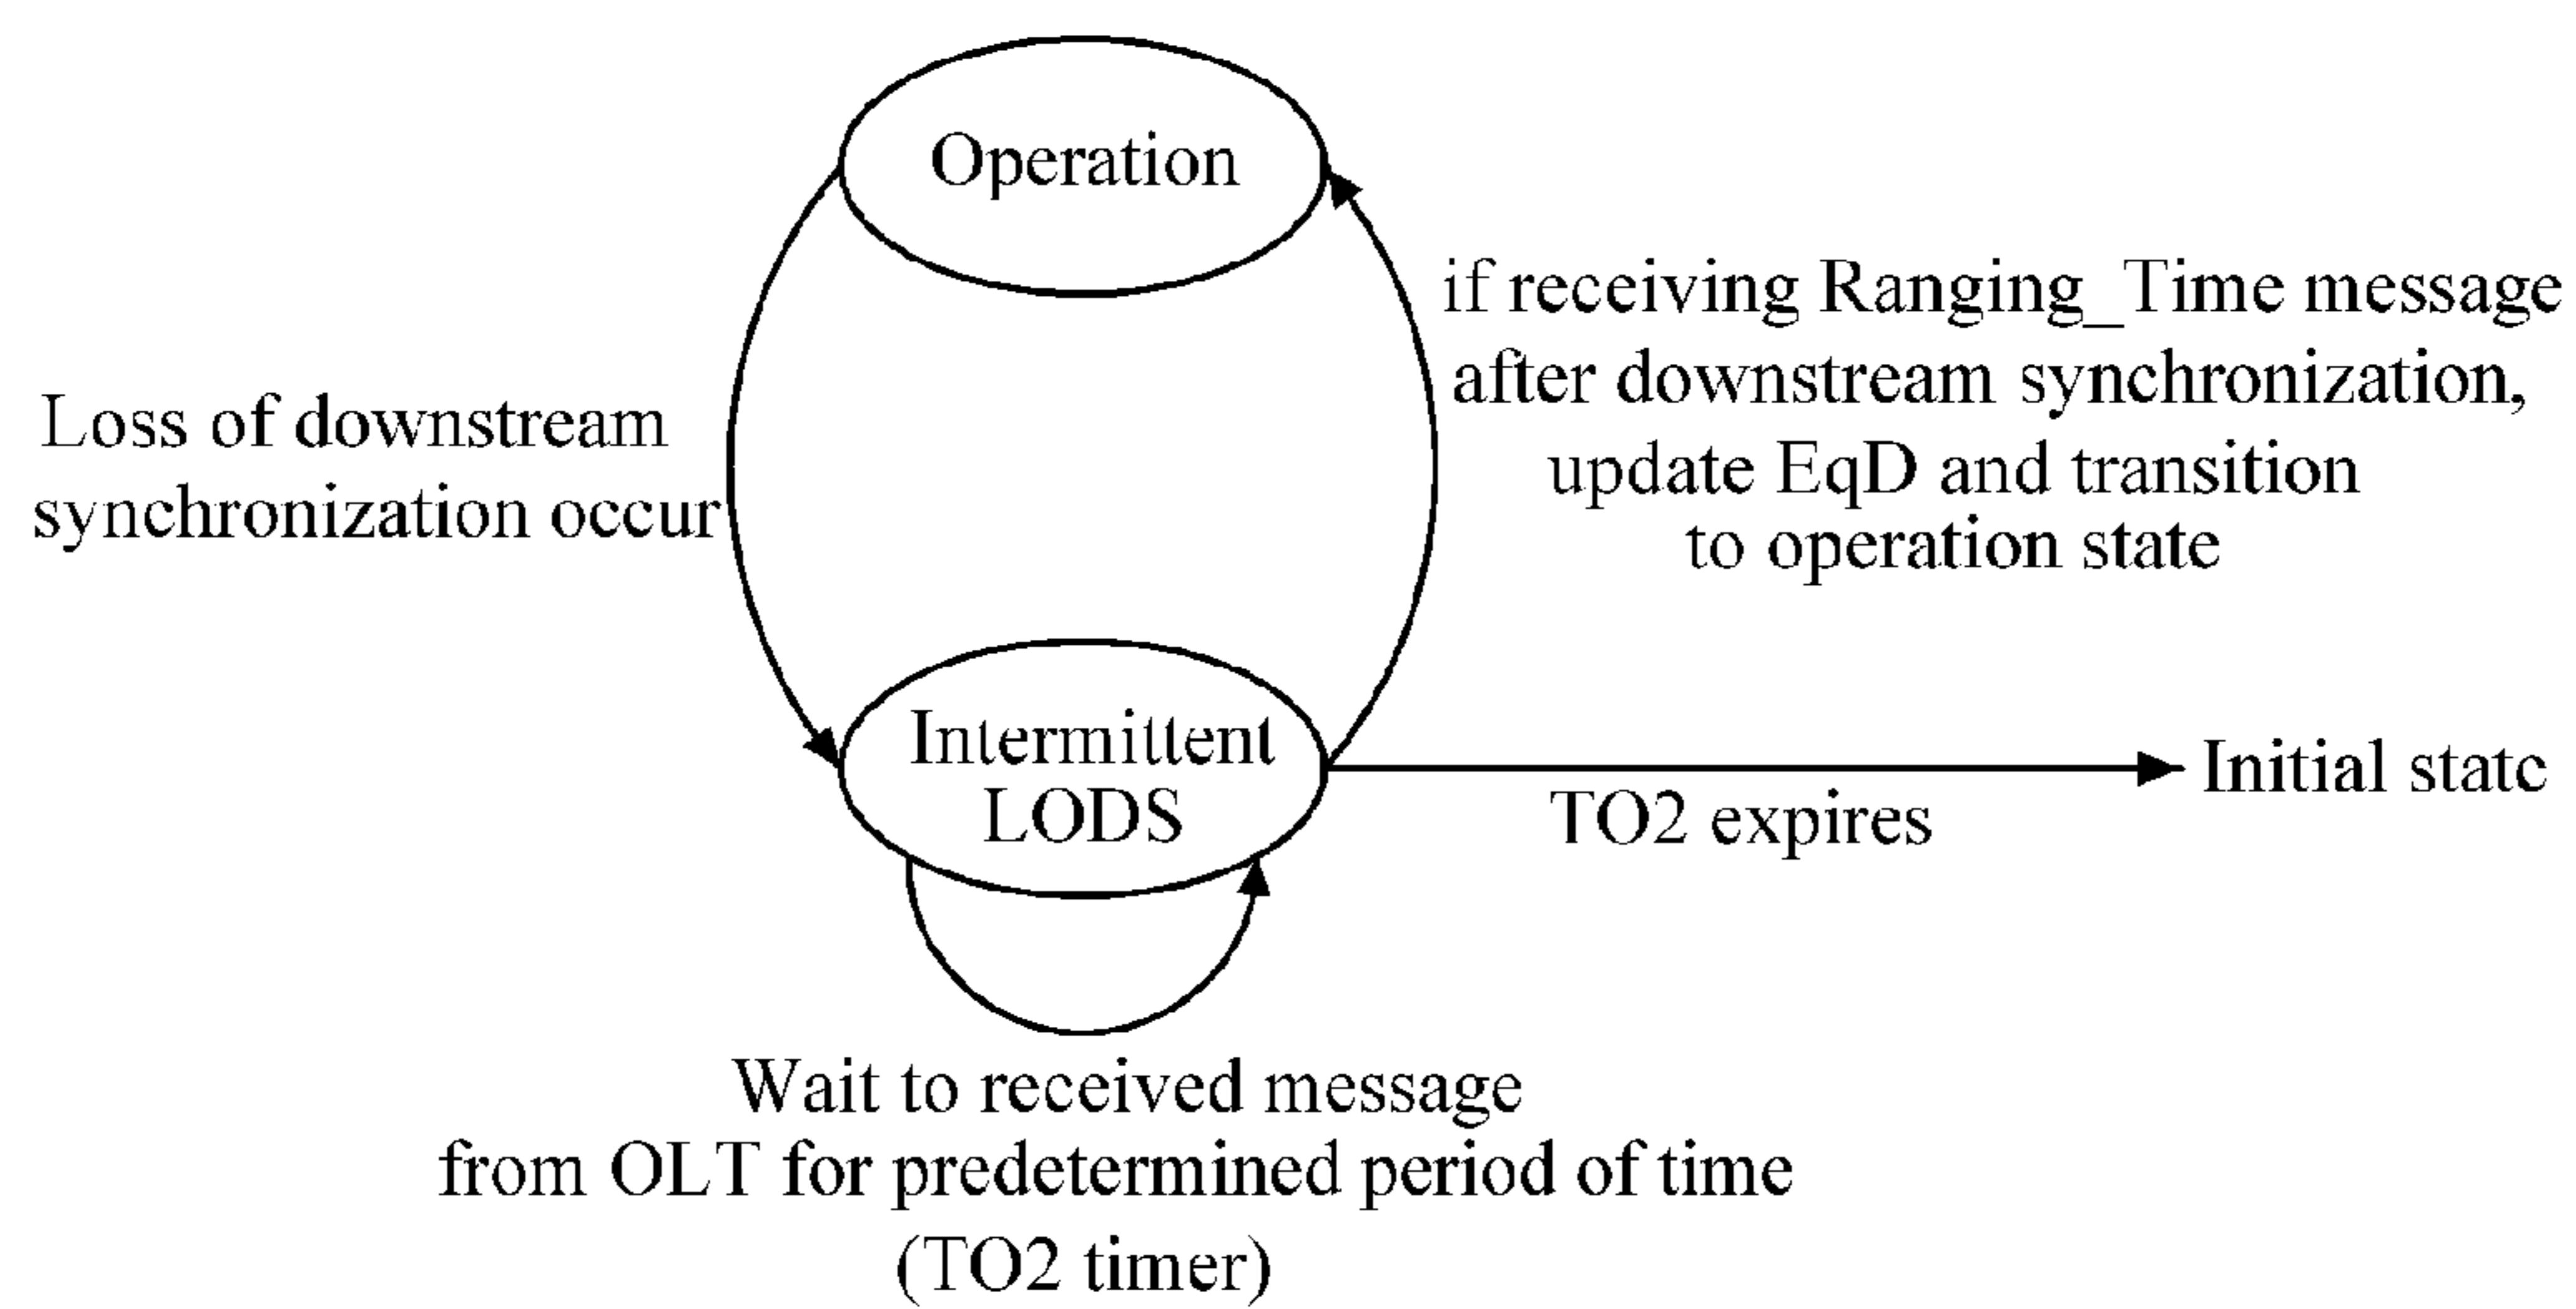 Operation
if receiving Ranging_Time message
after downstream synchronization,
update EqD and transition
to operation state
Loss of downstream
synchronization occur
Intermittent
LODS
Initial state
TO2 expires
Wait to received message
from OLT for predetermined period of time
(TO2 timer)